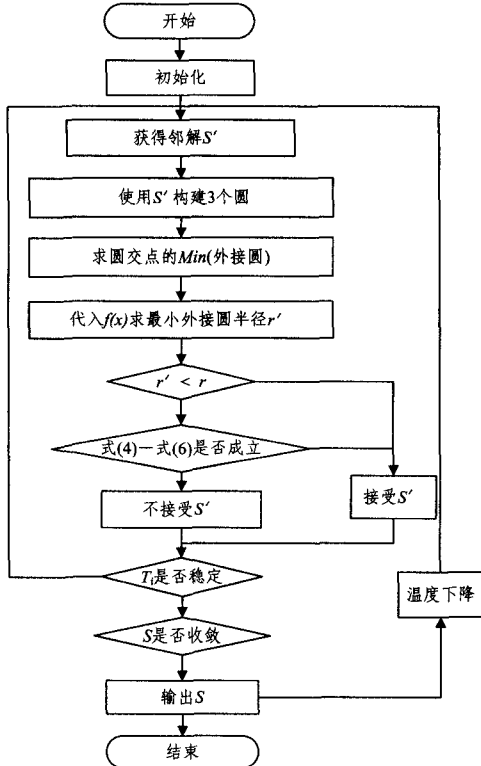 开始
初始化
获得邻解S′
使用S′构建3个圆
求圆交点的Min(外接圆)
代入f(x)求最小外接圆半径r′
r′ < r
式(4)－式(6)是否成立
不接受S′
接受S′
Ti是否稳定
温度下降
S是否收敛
输出S
结束